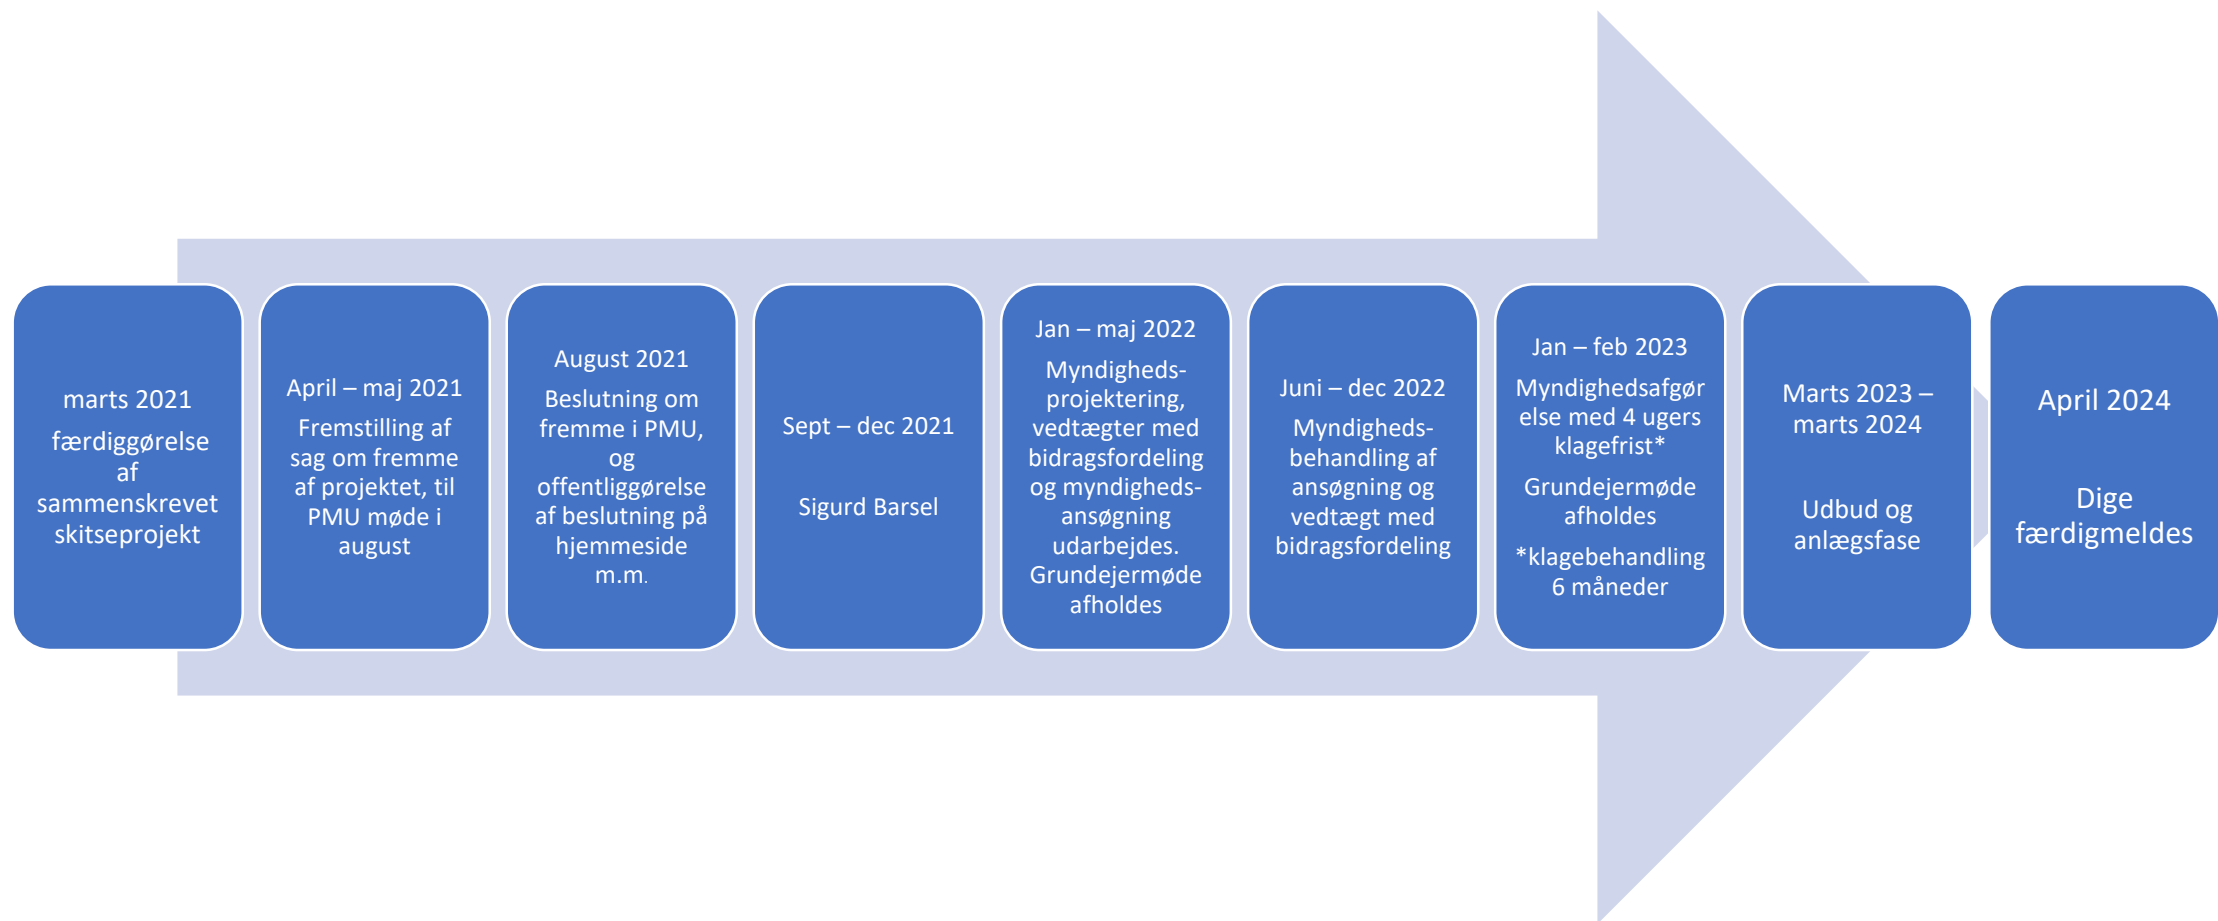 marts 2021
færdiggørelse
af
sammenskrevet
skitseprojekt
April – maj 2021
Fremstilling af
sag om fremme
af projektet, til
PMU møde i
august
August 2021
Beslutning om
fremme i PMU,
og
offentliggørelse
af beslutning på
hjemmeside
m.m.
Sept – dec 2021
Sigurd Barsel
Jan – maj 2022
Myndigheds-
projektering,
vedtægter med
bidragsfordeling
og myndigheds-
ansøgning
udarbejdes.
Grundejermøde
afholdes
Juni – dec 2022
Myndigheds-
behandling af
ansøgning og
vedtægt med
bidragsfordeling
Jan – feb 2023
Myndighedsafgør
else med 4 ugers
klagefrist*
Grundejermøde
afholdes
*klagebehandling
6 måneder
Marts 2023 –
marts 2024
Udbud og
anlægsfase
April 2024
Dige
færdigmeldes